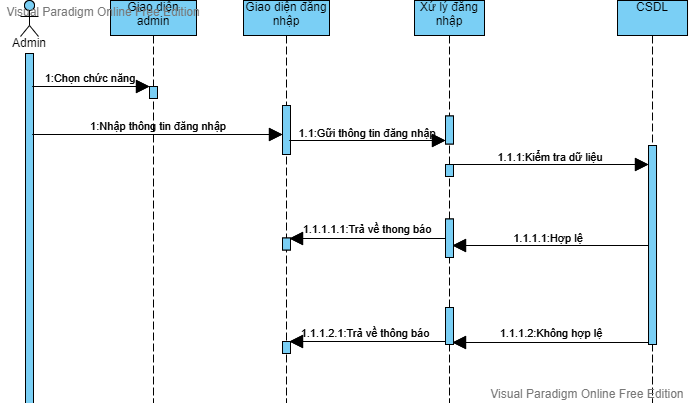 Visual Paradigm Online Free Edition
Giao diện
admin
Giao diện đăng
nhập
Xử lý đăng
nhập
CSDL
Admin
1:Chọn chức năng
1:Nhập thông tin đăng nhập
1.1:Gửi thông tin đăng nhập
1.1.1:Kiểm tra dữ liệu
1.1.1.1.1:Trả về thong báo
1.1.1.1:Hợp lệ
1.1.1.2.1:Trả về thông báo
1.1.1.2:Không hợp lệ
Visual Paradigm Online Free Edition